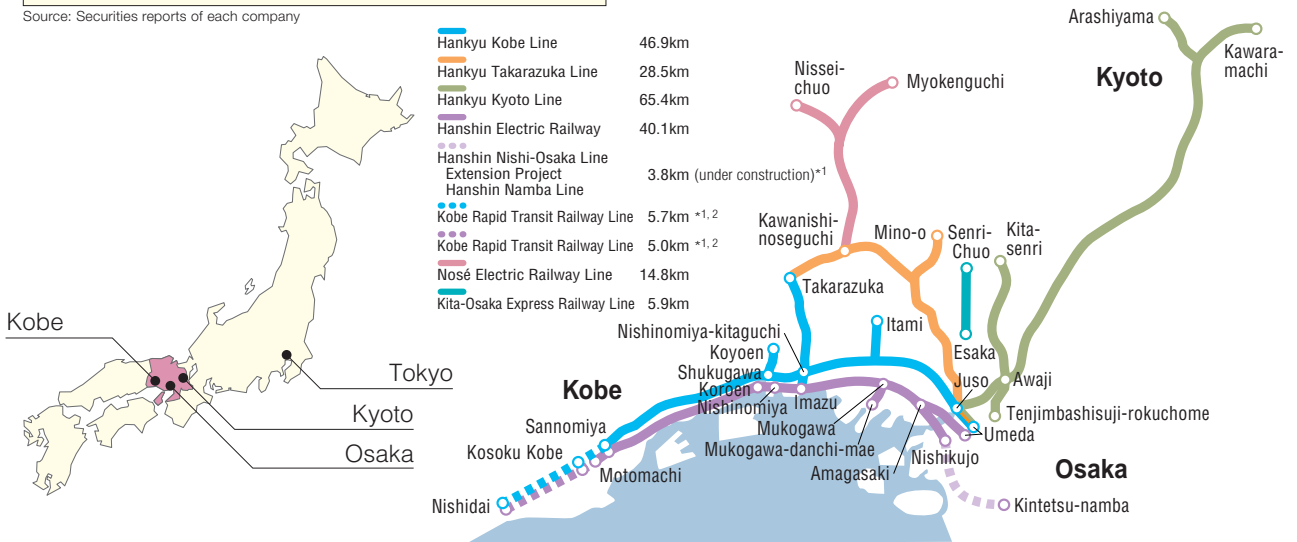 Source: Securities reports of each company
Hankyu Kobe Line 46.9km
Hankyu Takarazuka Line 28.5km
Hankyu Kyoto Line 65.4km
Hanshin Electric Railway 40.1km
Hanshin Nishi-Osaka Line
Extension Project 3.8km (under construction)*1
Hanshin Namba Line
Kobe Rapid Transit Railway Line 5.7km *1, 2
Kobe Rapid Transit Railway Line 5.0km *1, 2
Nosé Electric Railway Line 14.8km
Kita-Osaka Express Railway Line 5.9km
Kobe
Tokyo
Kyoto
Osaka
Arashiyama
Kawara-
machi
Kyoto
Nissei-
chuo
Myokenguchi
Kawanishi-
noseguchi
Mino-o
Senri-
Chuo
Kita-
senri
Takarazuka
Nishinomiya-kitaguchi
Itami
Koyoen
Esaka
Shukugawa
Juso
Awaji
Kobe
Koroen
Nishinomiya
Imazu
Tenjimbashisuji-rokuchome
Sannomiya
Mukogawa
Umeda
Kosoku Kobe
Mukogawa-danchi-mae
Nishikujo
Motomachi
Amagasaki
Osaka
Nishidai
Kintetsu-namba